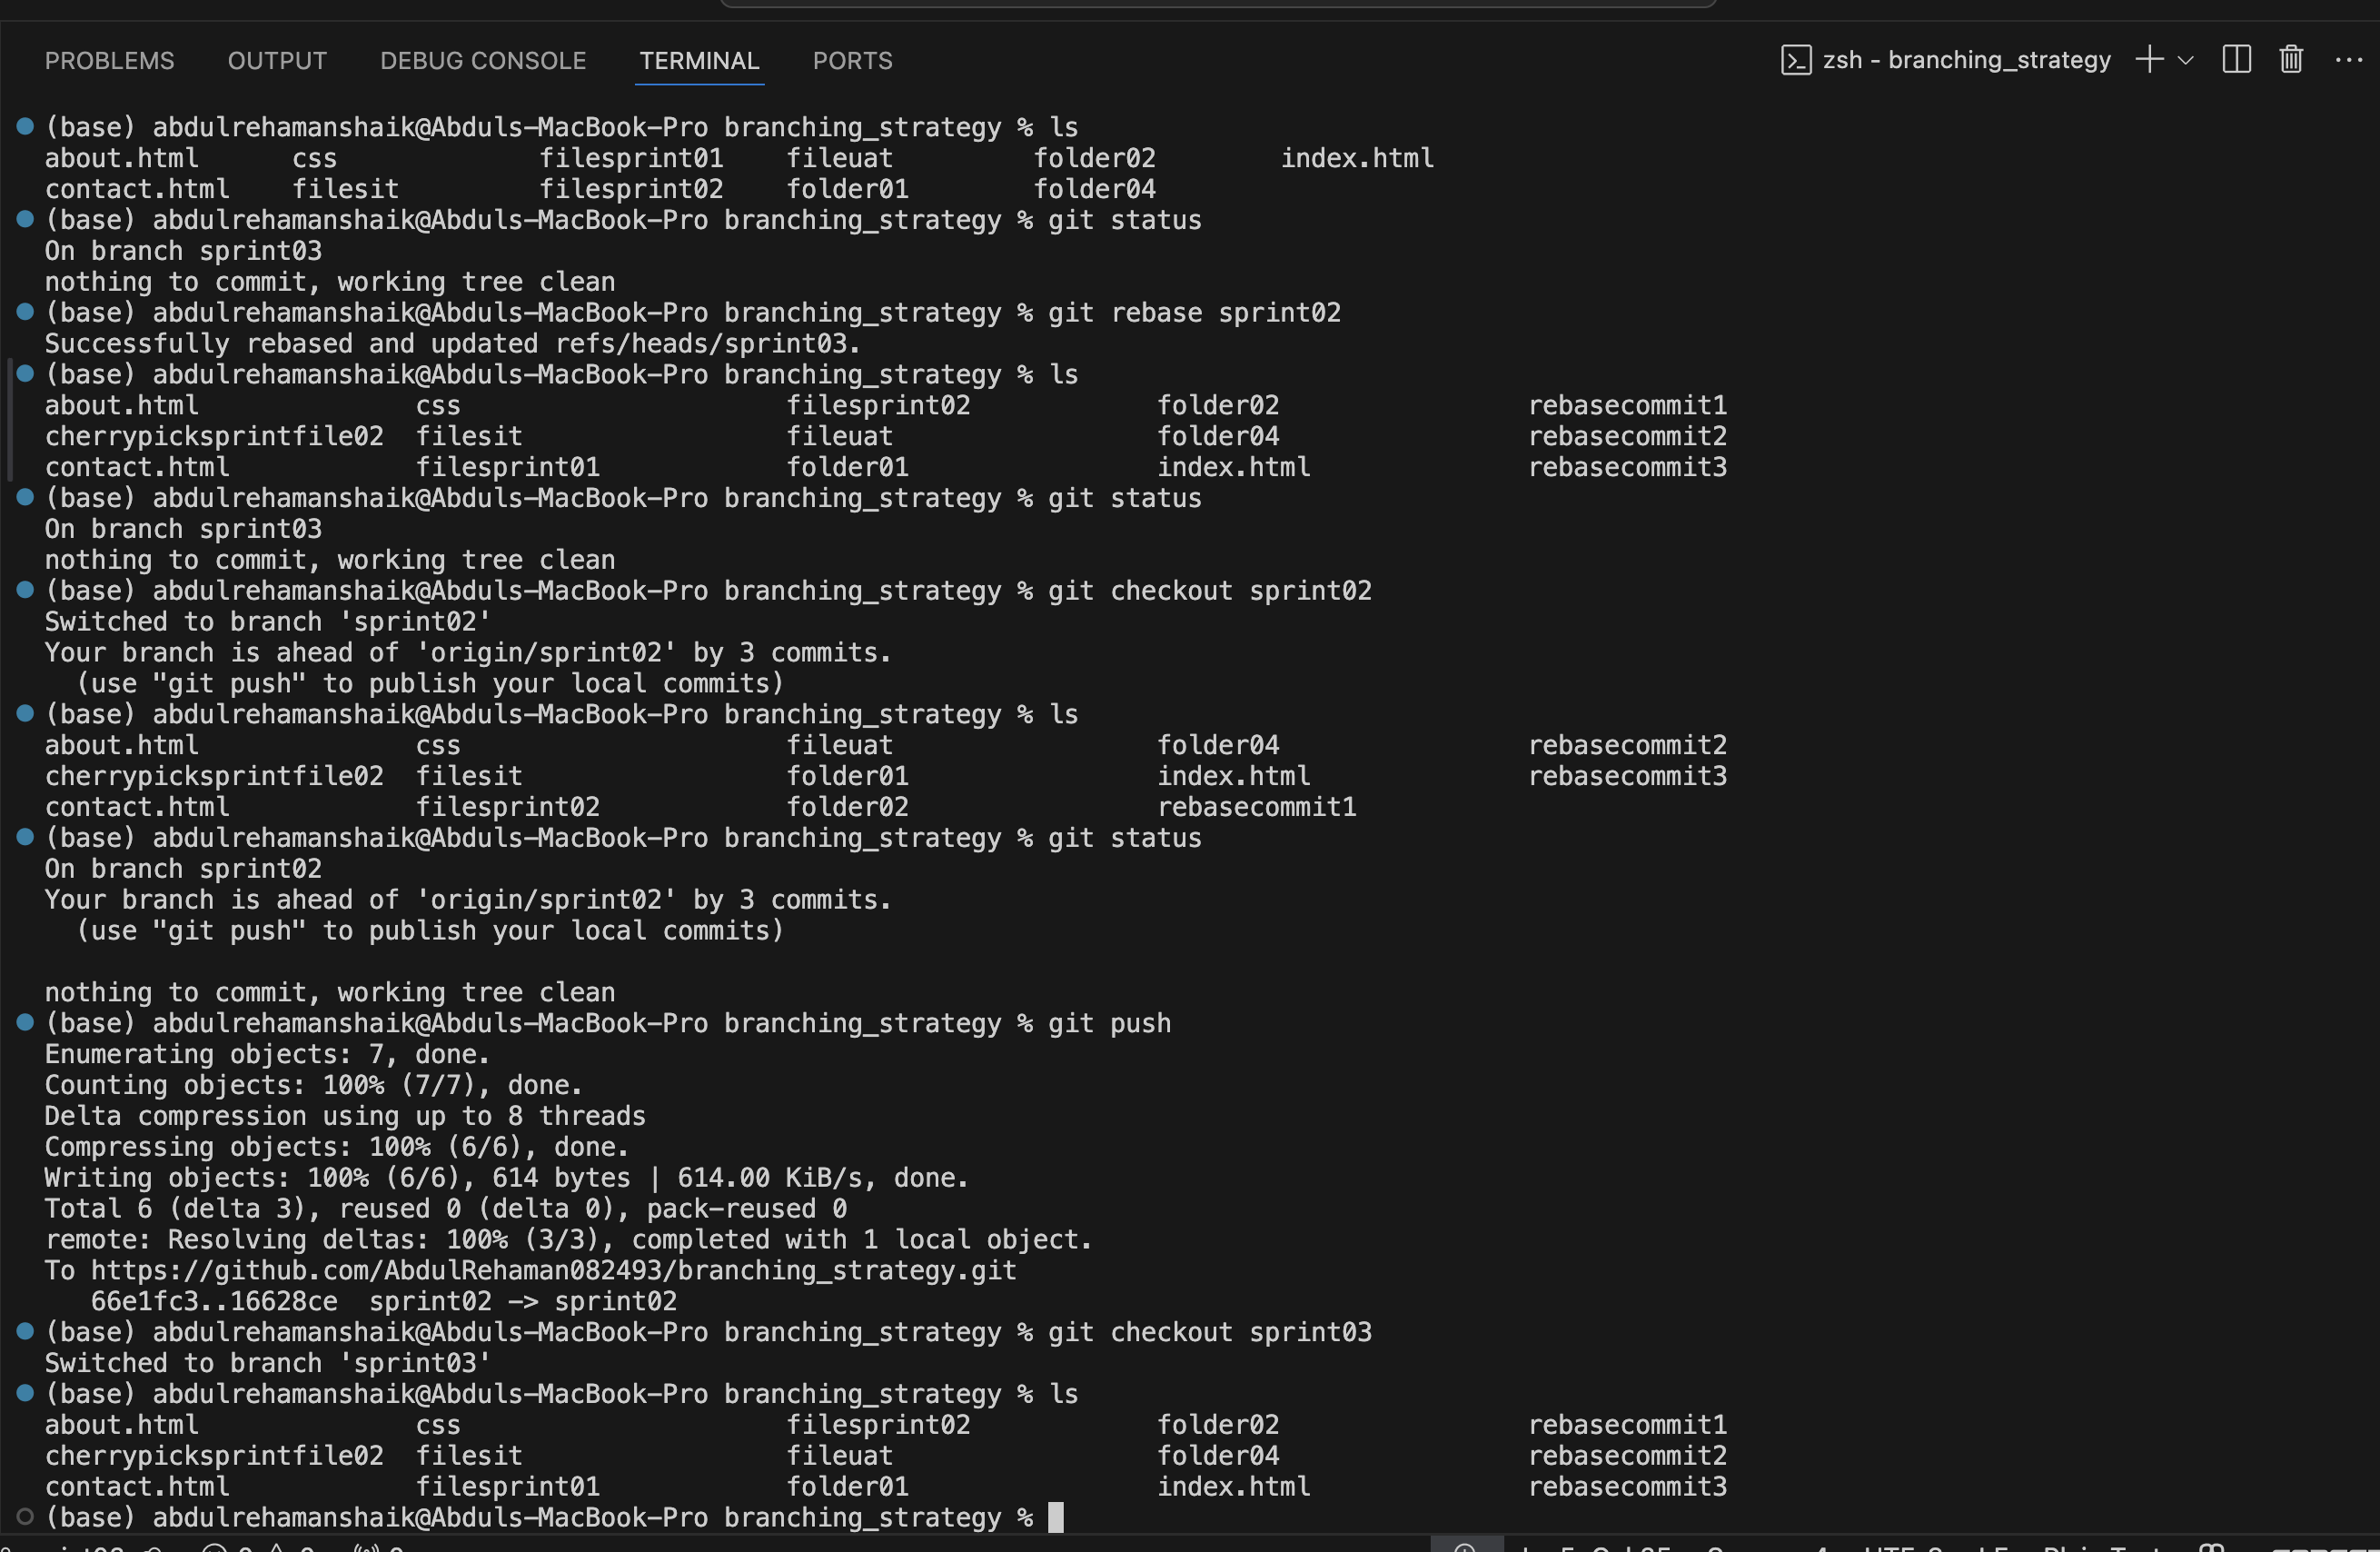 PROBLEMS OUTPUT DEBUG CONSOLE TERMINAL PORTS zsh - branching_strategy
(base) abdulrehamanshaik@Abduls-MacBook-Pro branching_strategy % ls
about.html css filesprint01 fileuat folder02 index.html
contact.html filesit filesprint02 folder01 folder04
(base) abdulrehamanshaik@Abduls-MacBook-Pro branching_strategy % git status
On branch sprint03
nothing to commit, working tree clean
(base) abdulrehamanshaik@Abduls-MacBook-Pro branching_strategy % git rebase sprint02
Successfully rebased and updated refs/heads/sprint03.
(base) abdulrehamanshaik@Abduls-MacBook-Pro branching_strategy % ls
about.html css filesprint02 folder02 rebasecommit1
cherrypicksprintfile02 filesit fileuat folder04 rebasecommit2
contact.html filesprint01 folder01 index.html rebasecommit3
(base) abdulrehamanshaik@Abduls-MacBook-Pro branching_strategy % git status
On branch sprint03
nothing to commit, working tree clean
(base) abdulrehamanshaik@Abduls-MacBook-Pro branching_strategy % git checkout sprint02
Switched to branch 'sprint02'
Your branch is ahead of 'origin/sprint02' by 3 commits.
(use "git push" to publish your local commits)
(base) abdulrehamanshaik@Abduls-MacBook-Pro branching_strategy % ls
about.html css fileuat folder04 rebasecommit2
cherrypicksprintfile02 filesit folder01 index.html rebasecommit3
contact.html filesprint02 folder02 rebasecommit1
(base) abdulrehamanshaik@Abduls-MacBook-Pro branching_strategy % git status
On branch sprint02
Your branch is ahead of 'origin/sprint02' by 3 commits.
(use "git push" to publish your local commits)
nothing to commit, working tree clean
(base) abdulrehamanshaik@Abduls-MacBook-Pro branching_strategy % git push
Enumerating objects: 7, done.
Counting objects: 100% (7/7), done.
Delta compression using up to 8 threads
Compressing objects: 100% (6/6), done.
Writing objects: 100% (6/6), 614 bytes | 614.00 KiB/s, done.
Total 6 (delta 3), reused 0 (delta 0), pack-reused 0
remote: Resolving deltas: 100% (3/3), completed with 1 local object.
To https://github.com/AbdulRehaman082493/branching_strategy.git
66e1fc3..16628ce sprint02 -> sprint02
(base) abdulrehamanshaik@Abduls-MacBook-Pro branching_strategy % git checkout sprint03
Switched to branch 'sprint03'
(base) abdulrehamanshaik@Abduls-MacBook-Pro branching_strategy % ls
about.html css filesprint02 folder02 rebasecommit1
cherrypicksprintfile02 filesit fileuat folder04 rebasecommit2
contact.html filesprint01 folder01 index.html rebasecommit3
(base) abdulrehamanshaik@Abduls-MacBook-Pro branching_strategy %